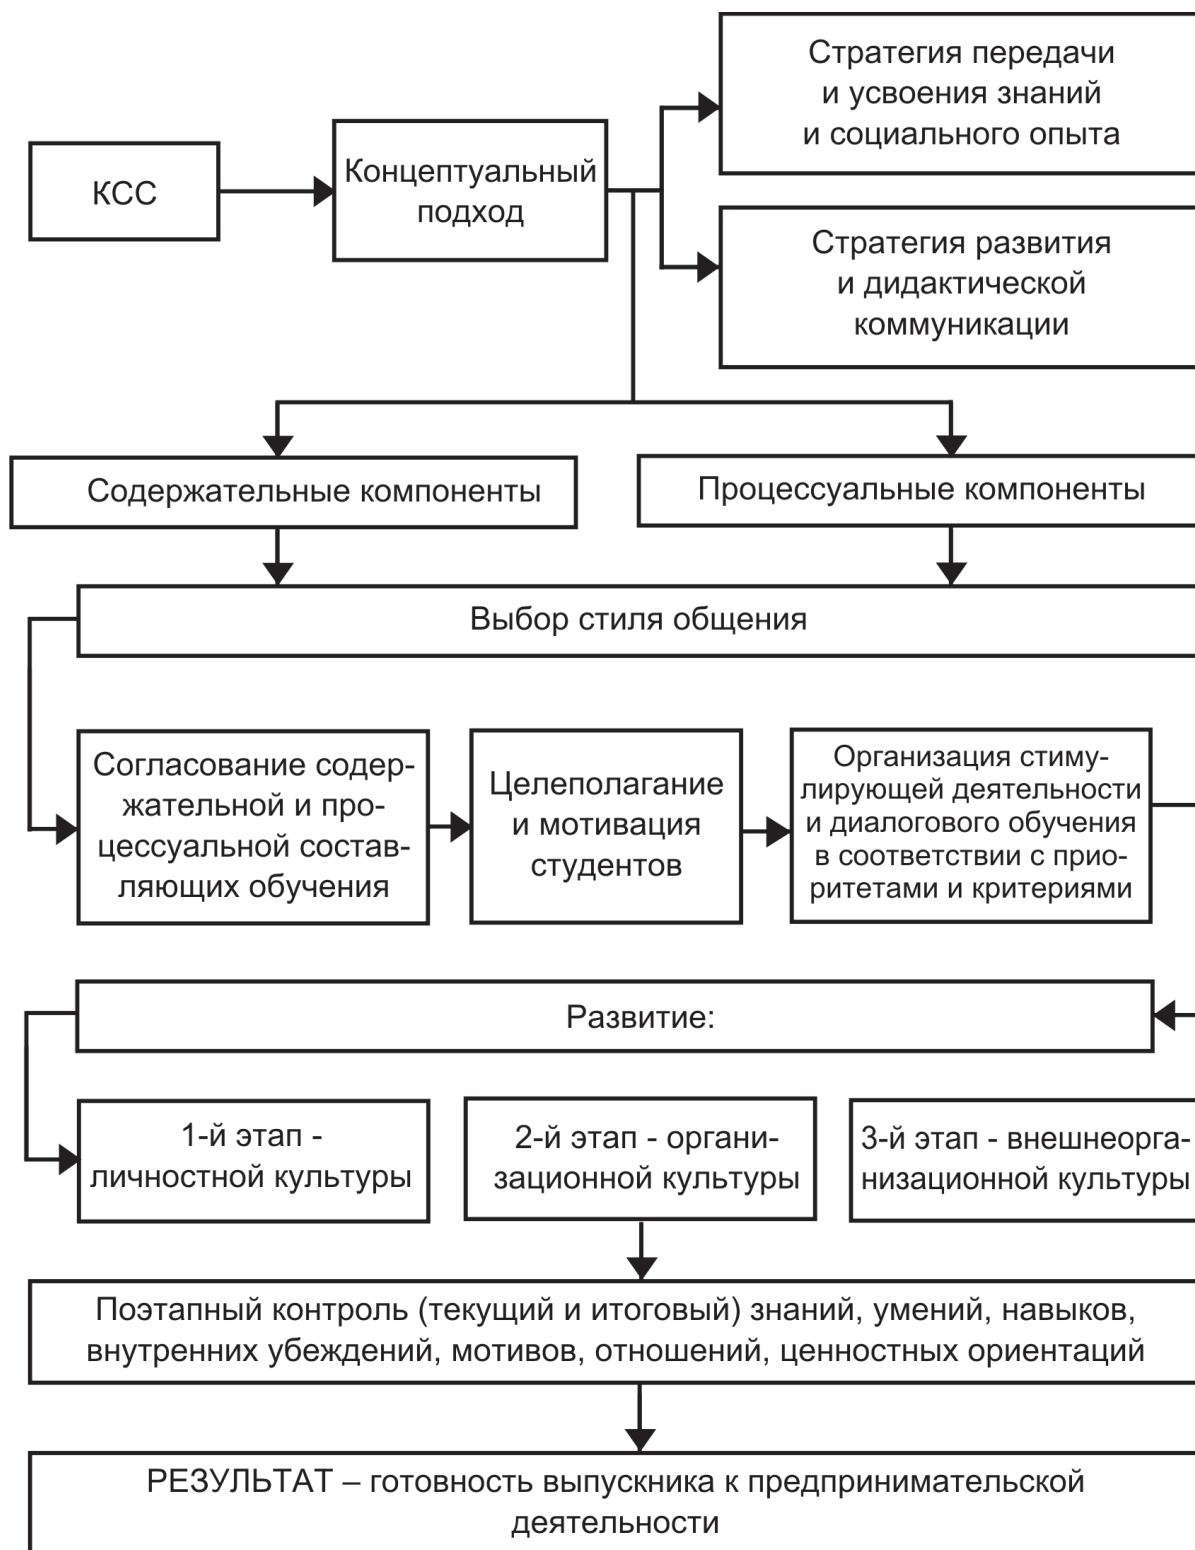 Стратегия передачи
и усвоения знаний
и социального опыта
КСС
Концептуальный
подход
Стратегия развития
и дидактической
коммуникации
Содержательные компоненты
Процессуальные компоненты
Выбор стиля общения
Согласование содер-
жательной и про-
цессуальной состав-
ляющих обучения
Целеполагание
и мотивация
студентов
Организация стиму-
лирующей деятельности
и диалогового обучения
в соответствии с прио-
ритетами и критериями
Развитие:
1-й этап -
личностной культуры
2-й этап - органи-
зационной культуры
3-й этап - внешнеорга-
низационной культуры
Поэтапный контроль (текущий и итоговый) знаний, умений, навыков,
внутренних убеждений, мотивов, отношений, ценностных ориентаций
РЕЗУЛЬТАТ – готовность выпускника к предпринимательской
деятельности